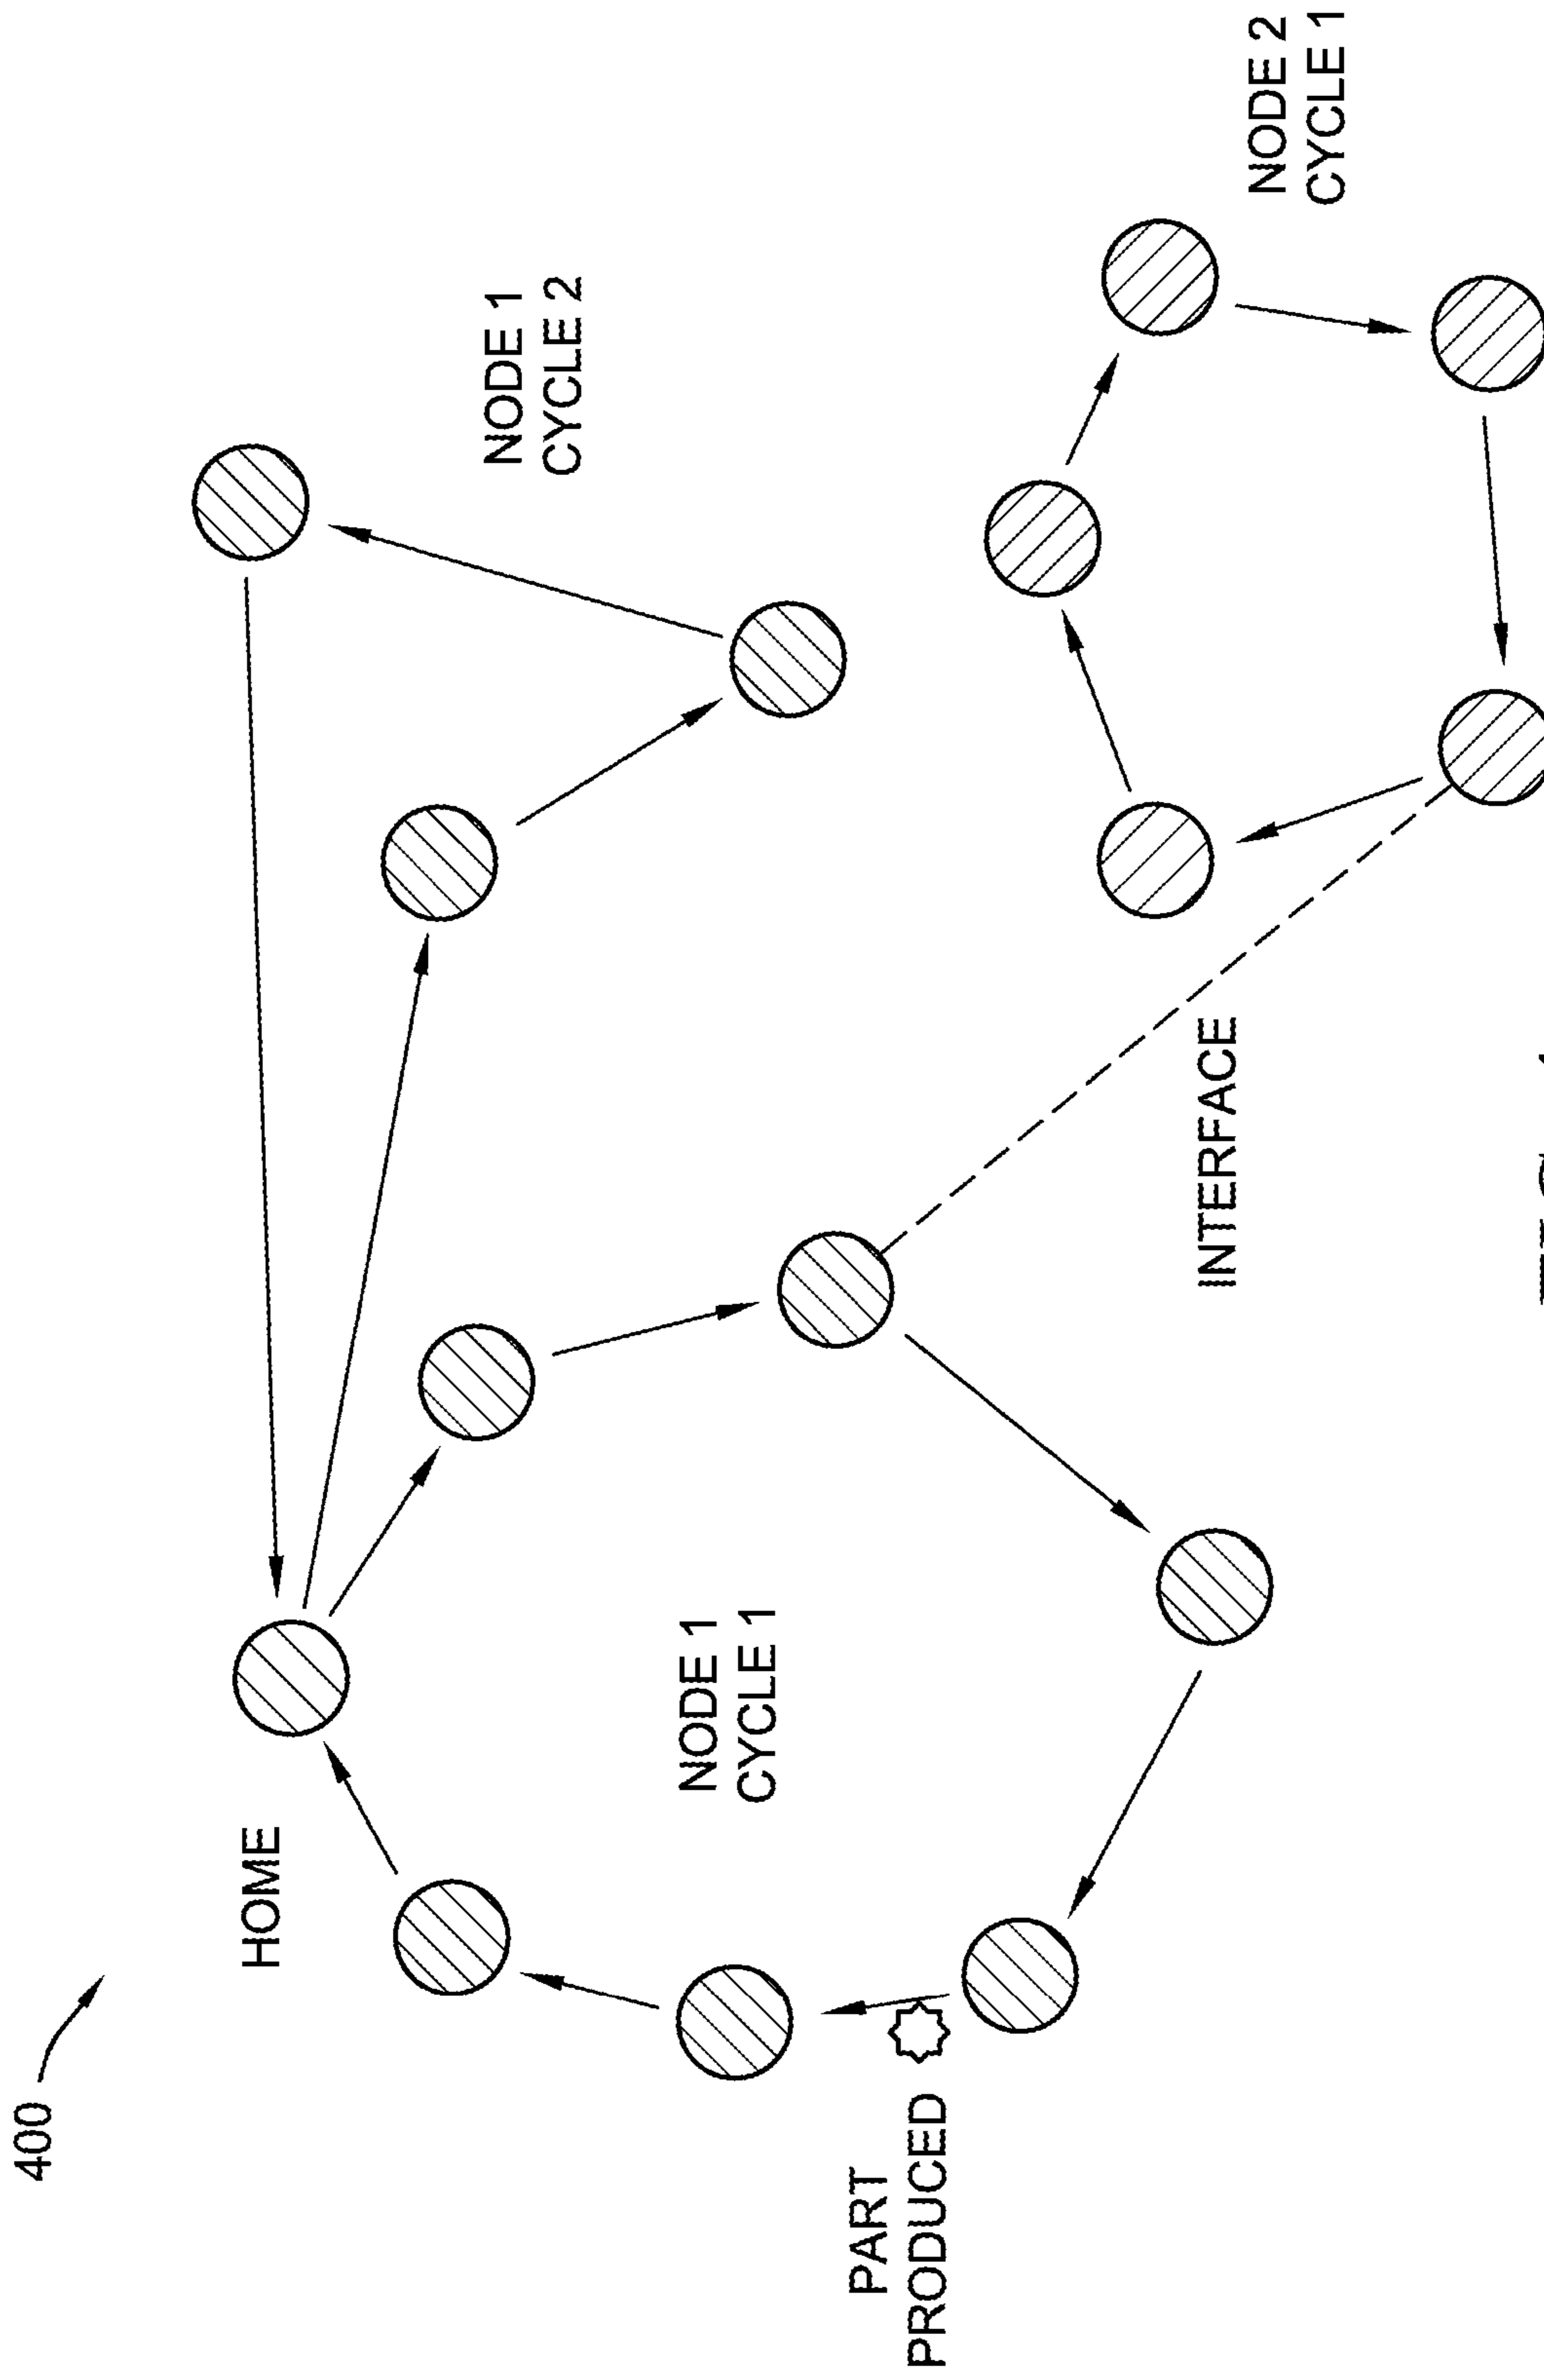 400
HOME
NODE 1
CYCLE 2
NODE 1
CYCLE 1
PART
PRODUCED
INTERFACE
NODE 2
CYCLE 1